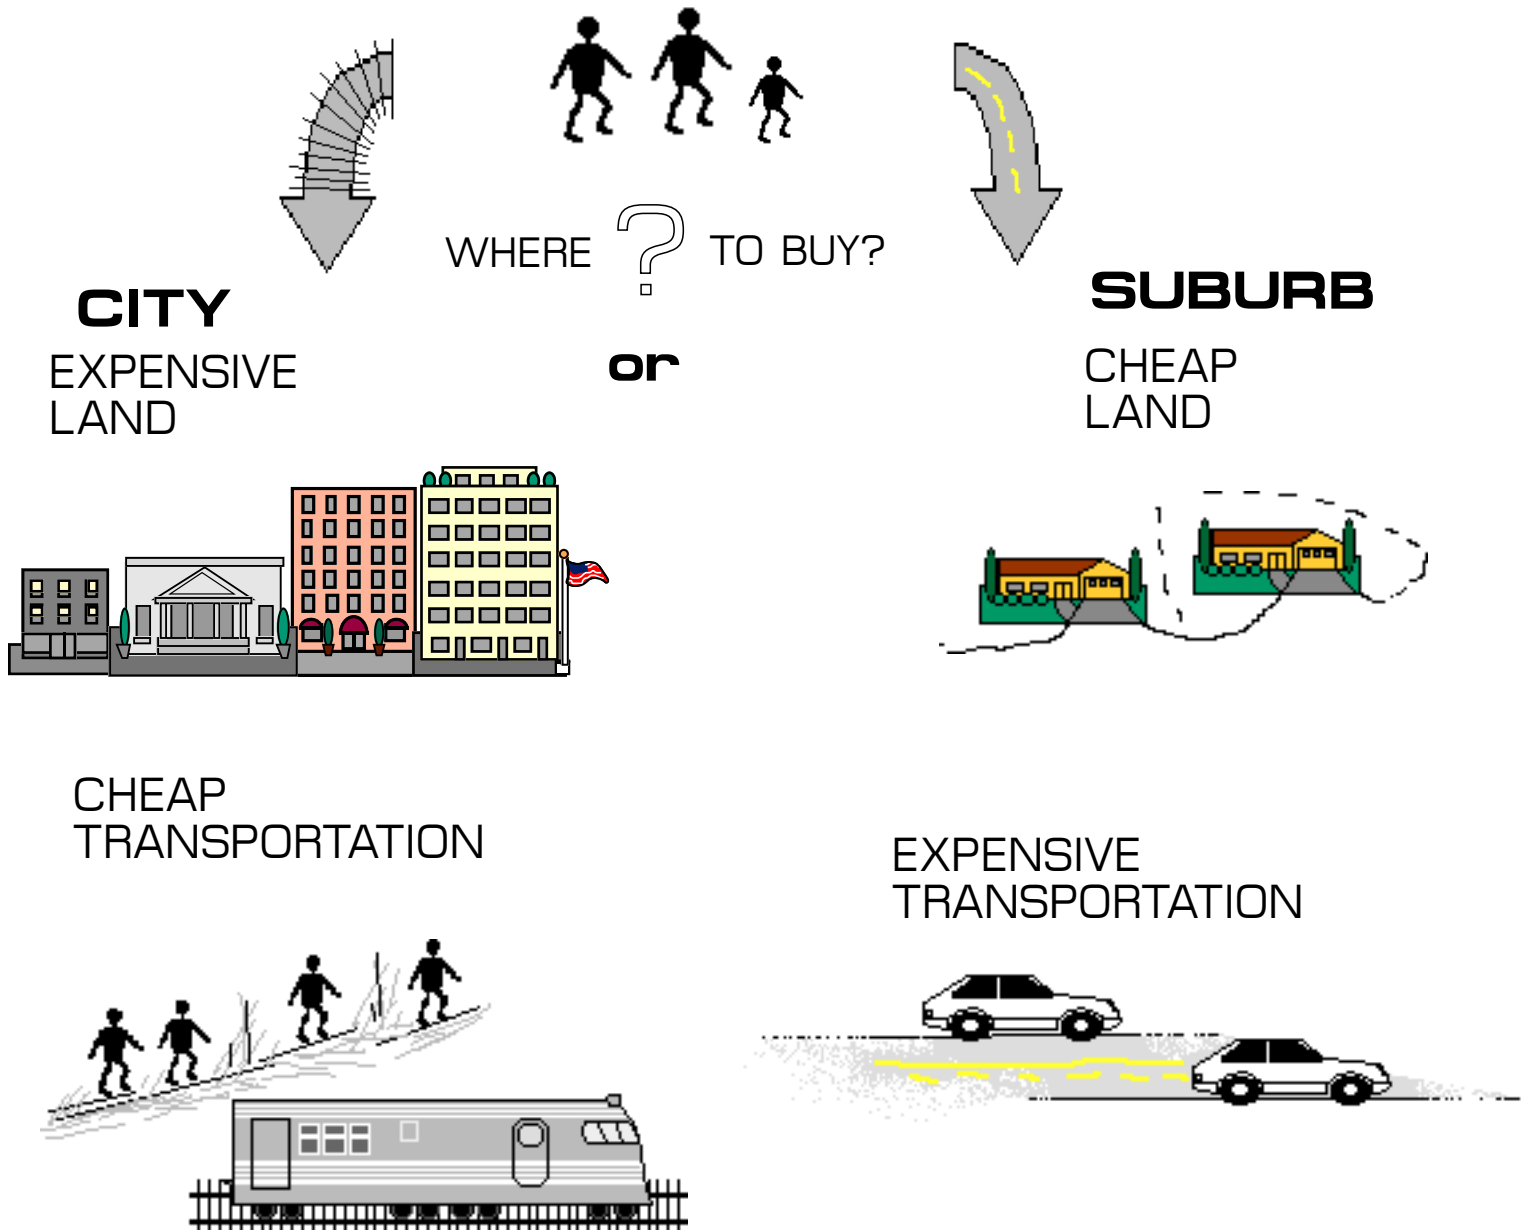 WHERE ? TO BUY?
CITY
EXPENSIVE
LAND
or
SUBURB
CHEAP
LAND
CHEAP
TRANSPORTATION
EXPENSIVE
TRANSPORTATION